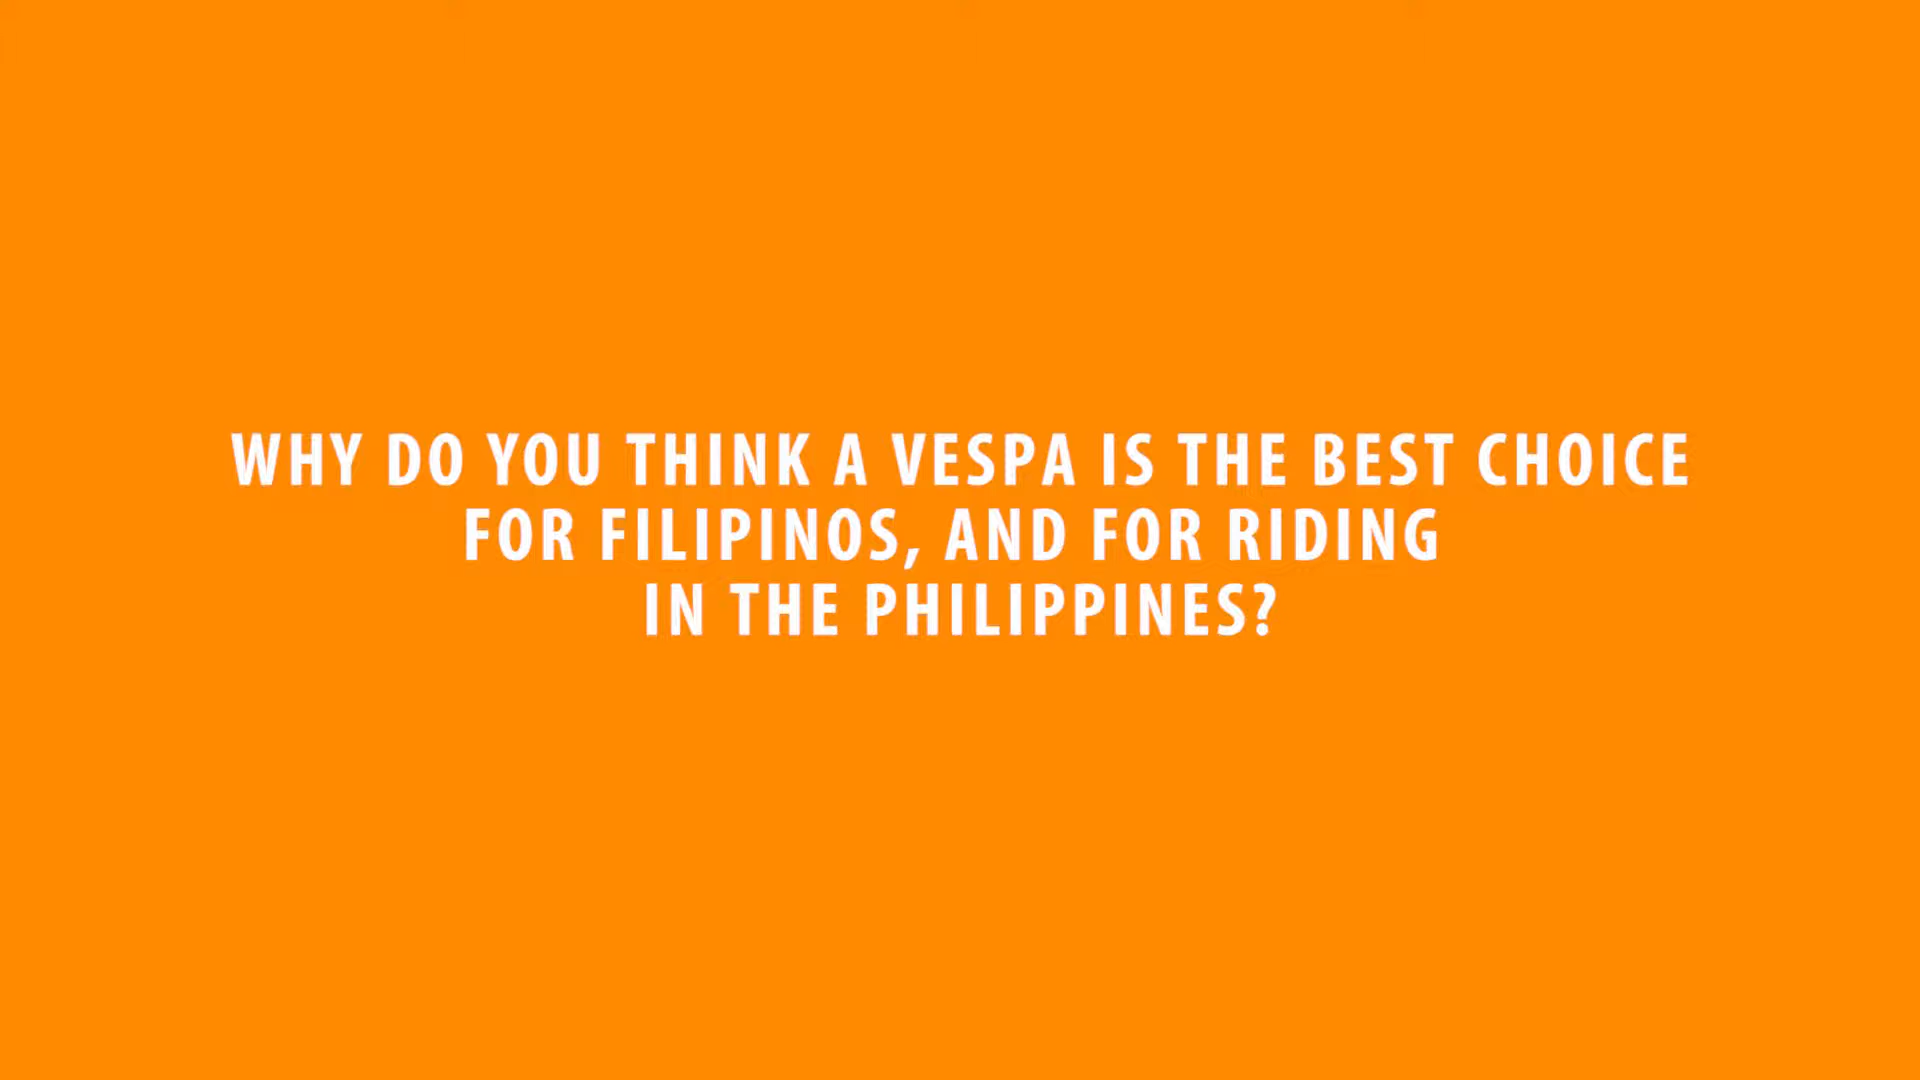 WHY DO YOU THINK A VESPA IS THE BEST CHOICE
FOR FILIPINOS, AND FOR RIDING
IN THE PHILIPPINES?